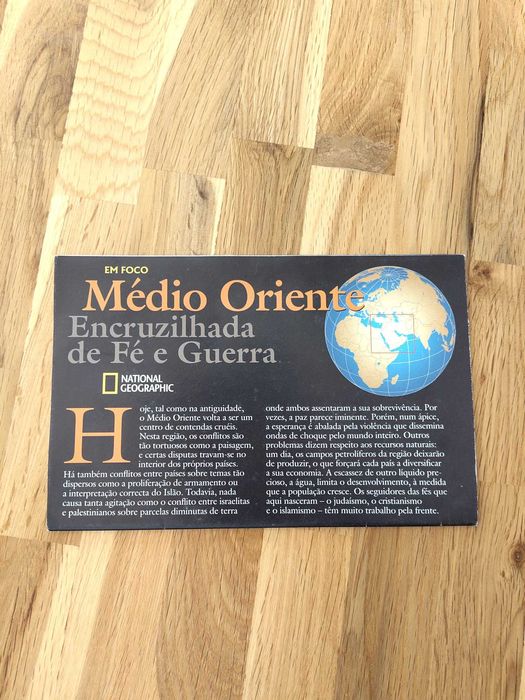 EM FOCO
Médio Oriente
Encruzilhada
de Fé e Guerra
NATIONAL
GEOGRAPHIC
Hoje, tal como na antiguidade,
o Médio Oriente volta a ser um
centro de contendas cruéis.
Nesta região, os conflitos são
tão tortuosos como a paisagem,
e certas disputas travam-se no
interior dos próprios países.
Há também conflitos entre países sobre temas tão
dispersos como a proliferação de armamento ou
a interpretação correcta do Islão. Todavia, nada
causa tanta agitação como o conflito entre israelitas
e palestinianos sobre parcelas diminutas de terra
onde ambos assentaram a sua sobrevivência. Por
vezes, a paz parece iminente. Porém, num ápice,
a esperança é abalada pela violência que dissemina
ondas de choque pelo mundo inteiro. Outros
problemas dizem respeito aos recursos naturais:
um dia, os campos petrolíferos da região deixarão
de produzir, o que forçará cada país a diversificar
a sua economia. A escassez de outro líquido pre-
cioso, a água, limita o desenvolvimento, à medida
que a população cresce. Os seguidores das fés que
aqui nasceram – o judaísmo, o cristianismo
e o islamismo – têm muito trabalho pela frente.